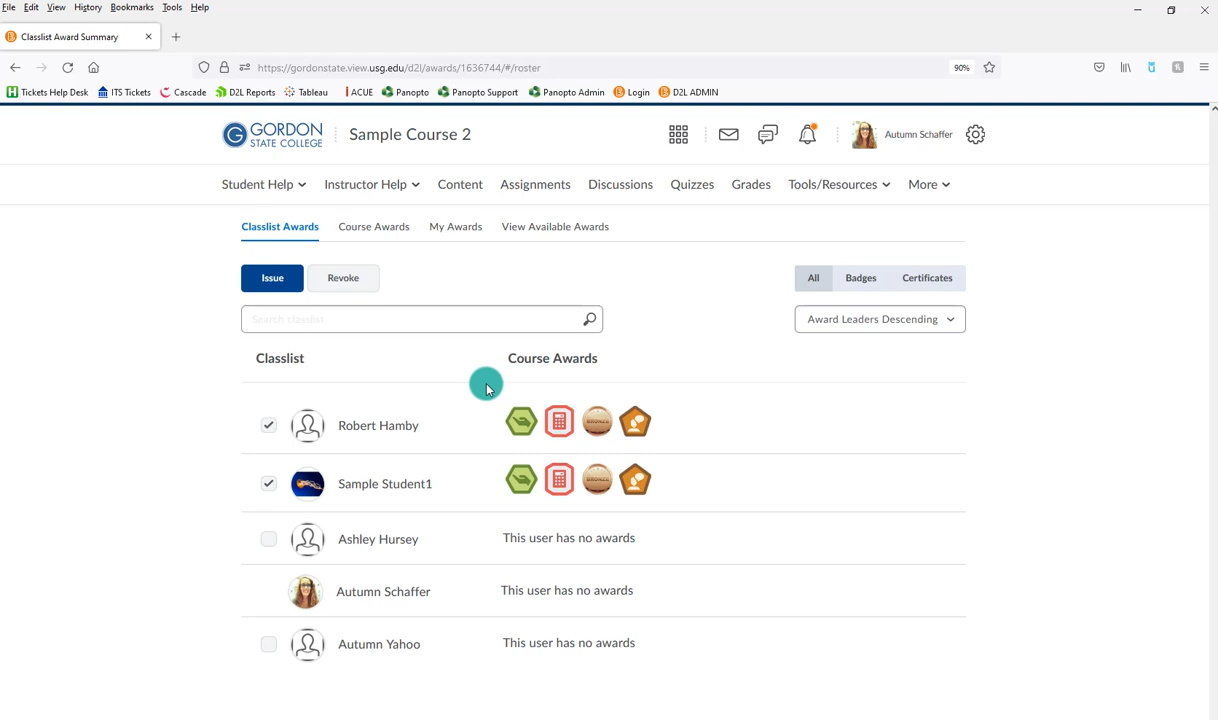 File Edit View History Bookmarks Tools Help
Classlist Award Summary
https://gordonstate.view.usg.edu/d2l/awards/1636744/#/roster 90%
Tickets Help Desk ITS Tickets Cascade D2L Reports Tableau ACUE Panopto Panopto Support Panopto Admin Login D2L ADMIN
GORDON STATE COLLEGE Sample Course 2 Autumn Schaffer
Student Help Instructor Help Content Assignments Discussions Quizzes Grades Tools/Resources More
Classlist Awards Course Awards My Awards View Available Awards
Issue Revoke All Badges Certificates
Search classlist Award Leaders Descending
Classlist Course Awards
Robert Hamby BRONZE
Sample Student1 BRONZE
Ashley Hursey This user has no awards
Autumn Schaffer This user has no awards
Autumn Yahoo This user has no awards